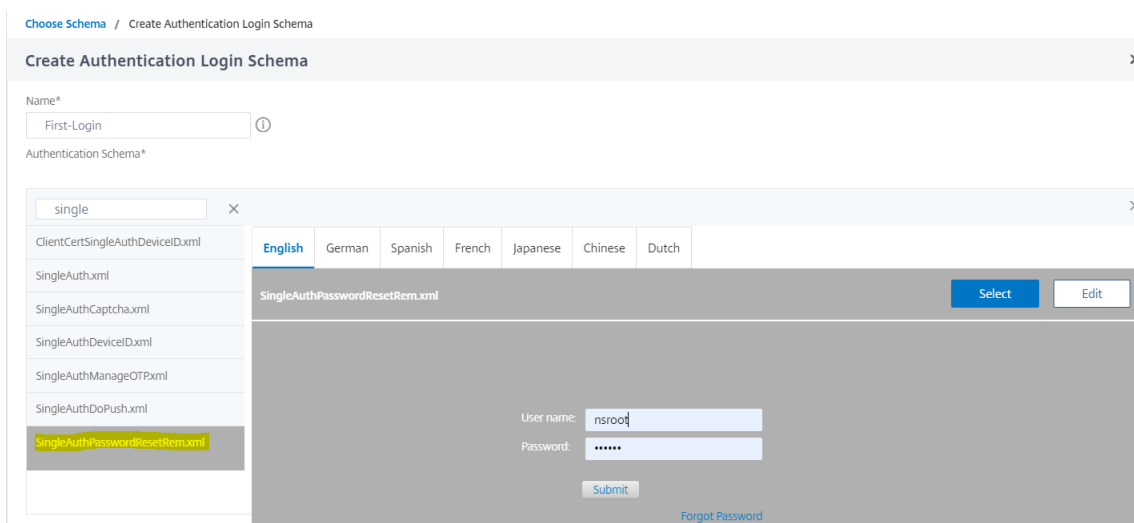 Choose Schema / Create Authentication Login Schema
Create Authentication Login Schema
Name*
First-Login
Authentication Schema*
single
ClientCertSingleAuthDeviceID.xml
SingleAuth.xml
SingleAuthCaptcha.xml
SingleAuthDeviceID.xml
SingleAuthManageOTP.xml
SingleAuthDoPush.xml
SingleAuthPasswordResetRem.xml
English German Spanish French Japanese Chinese Dutch
SingleAuthPasswordResetRem.xml Select Edit
User name: nsroot
Password: ••••••
Submit
Forgot Password